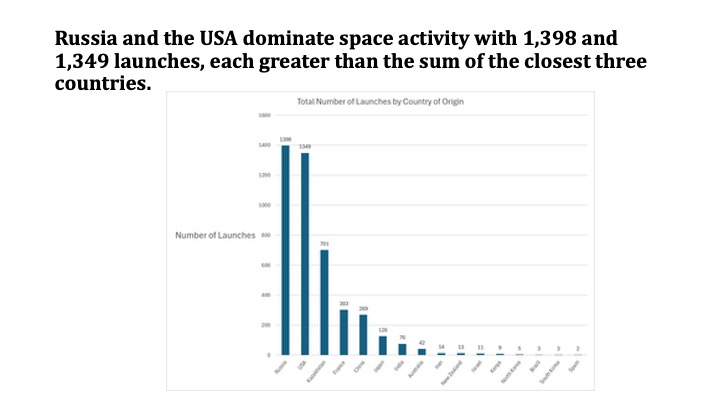 Russia and the USA dominate space activity with 1,398 and
1,349 launches, each greater than the sum of the closest three
countries.
Total Number of Launches by Country of Origin
Number of Launches
1600
1400
1200
1000
800
600
400
200
0
1398
1349
701
303
269
126
76
42
14
13
11
9
5
3
3
2
Russia
USA
Kazakhstan
France
China
Japan
India
Australia
Iran
New Zealand
Israel
Kenya
North Korea
Brazil
South Korea
Spain